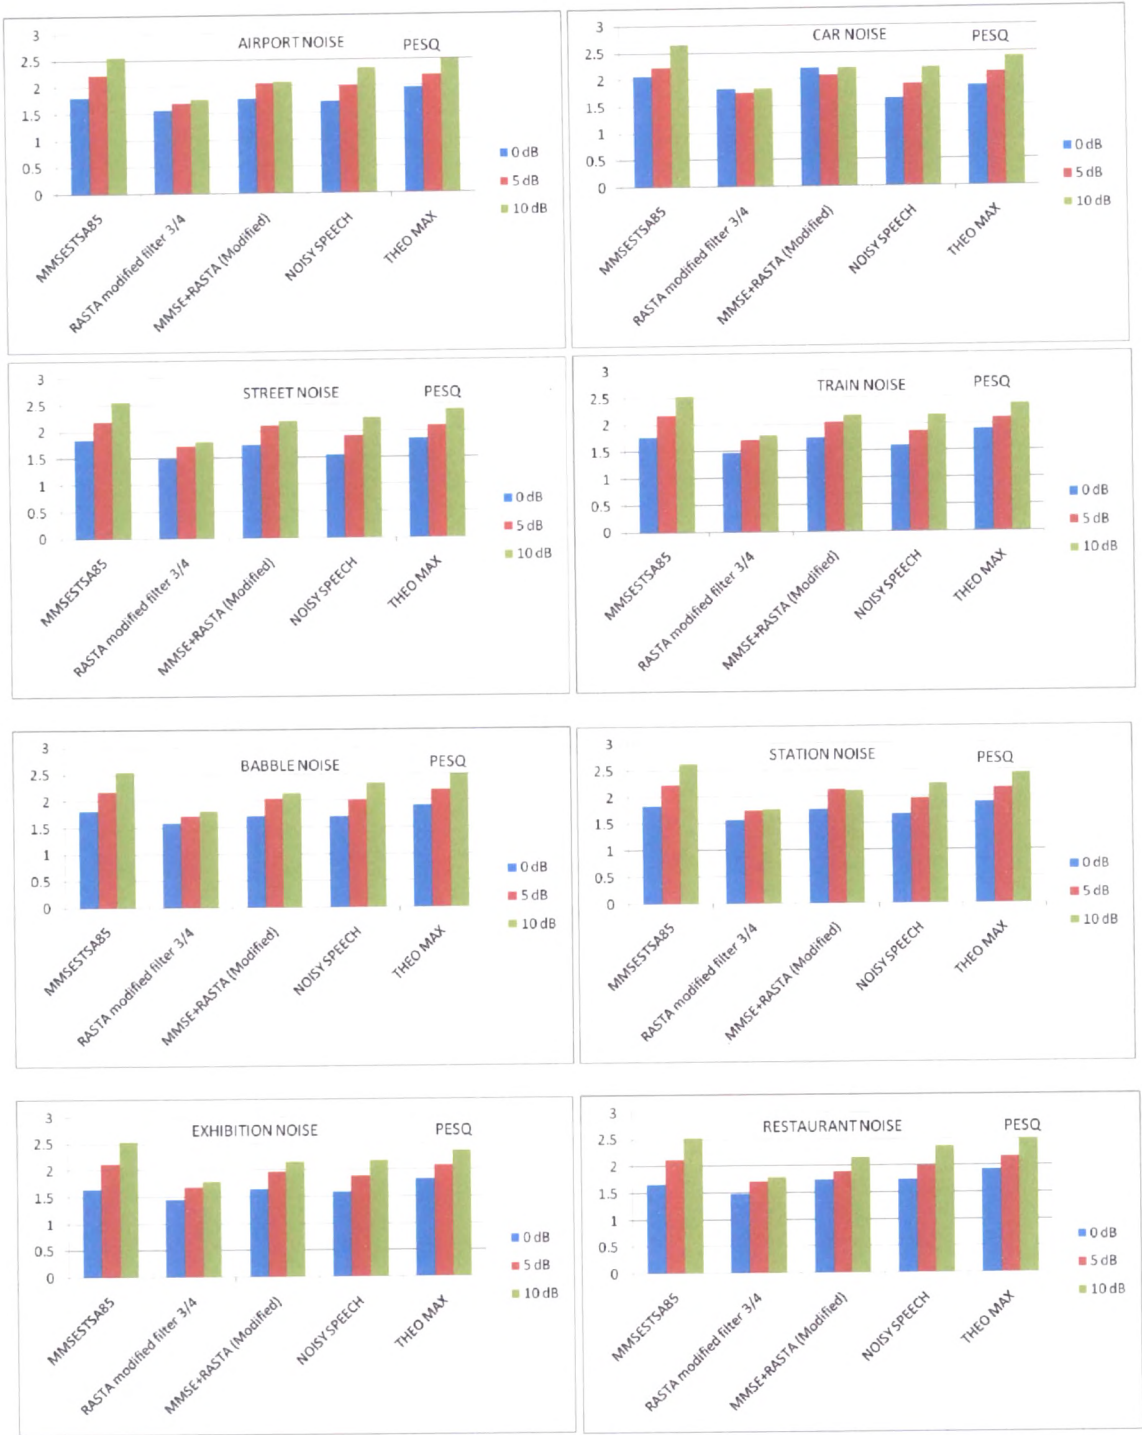 AIRPORT NOISE PESQ
3
2.5
2
1.5
1
0.5
0
0 dB
5 dB
10 dB
MMSESTSA85
RASTA modified filter 3/4
MMSE+RASTA (Modified)
NOISY SPEECH
THEO MAX
CAR NOISE PESQ
3
2.5
2
1.5
1
0.5
0
0 dB
5 dB
10 dB
MMSESTSA85
RASTA modified filter 3/4
MMSE+RASTA (Modified)
NOISY SPEECH
THEO MAX
STREET NOISE PESQ
3
2.5
2
1.5
1
0.5
0
0 dB
5 dB
10 dB
MMSESTSA85
RASTA modified filter 3/4
MMSE+RASTA (Modified)
NOISY SPEECH
THEO MAX
TRAIN NOISE PESQ
3
2.5
2
1.5
1
0.5
0
0 dB
5 dB
10 dB
MMSESTSA85
RASTA modified filter 3/4
MMSE+RASTA (Modified)
NOISY SPEECH
THEO MAX
BABBLE NOISE PESQ
3
2.5
2
1.5
1
0.5
0
0 dB
5 dB
10 dB
MMSESTSA85
RASTA modified filter 3/4
MMSE+RASTA (Modified)
NOISY SPEECH
THEO MAX
STATION NOISE PESQ
3
2.5
2
1.5
1
0.5
0
0 dB
5 dB
10 dB
MMSESTSA85
RASTA modified filter 3/4
MMSE+RASTA (Modified)
NOISY SPEECH
THEO MAX
EXHIBITION NOISE PESQ
3
2.5
2
1.5
1
0.5
0
0 dB
5 dB
10 dB
MMSESTSA85
RASTA modified filter 3/4
MMSE+RASTA (Modified)
NOISY SPEECH
THEO MAX
RESTAURANT NOISE PESQ
3
2.5
2
1.5
1
0.5
0
0 dB
5 dB
10 dB
MMSESTSA85
RASTA modified filter 3/4
MMSE+RASTA (Modified)
NOISY SPEECH
THEO MAX